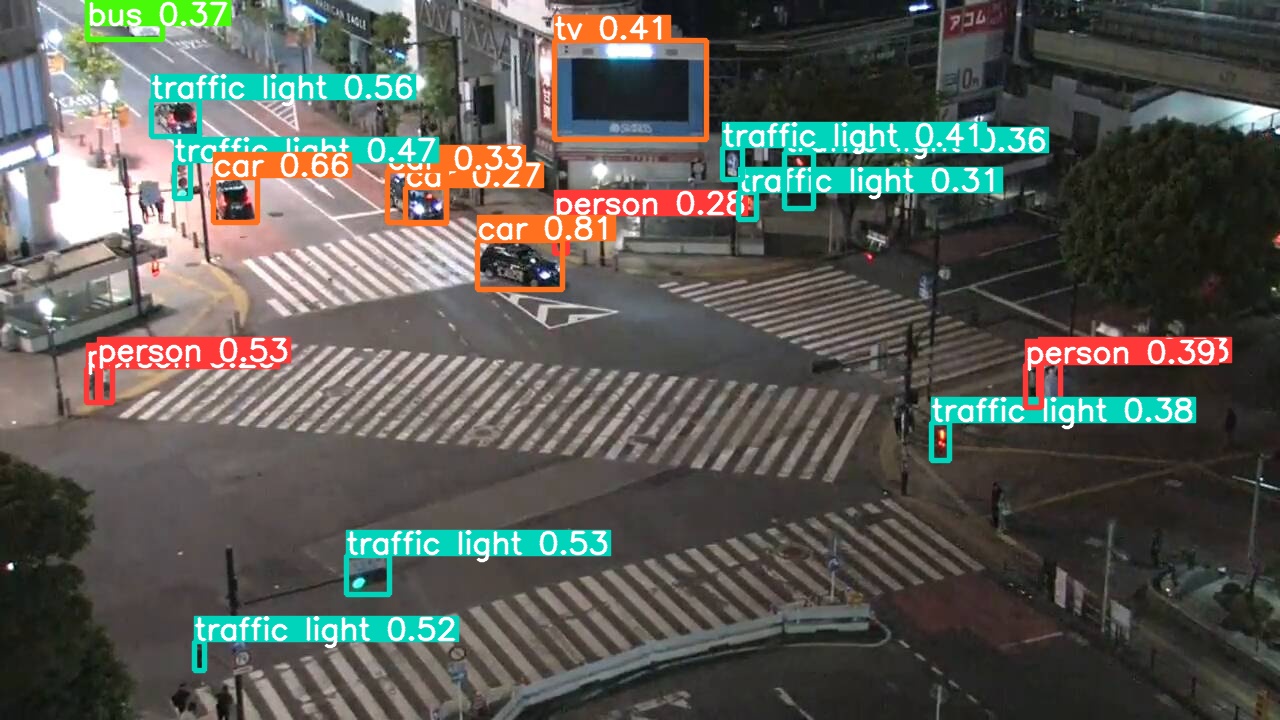 bus 0.37
AMERICAN EAGLE
tv 0.41
アコム
traffic light 0.56
traffic light 0.41
0.36
traffic light 0.47
car 0.66
car 0.33
car 0.27
traffic light 0.31
person 0.28
car 0.81
person 0.53
person 0.39
traffic light 0.38
traffic light 0.53
traffic light 0.52